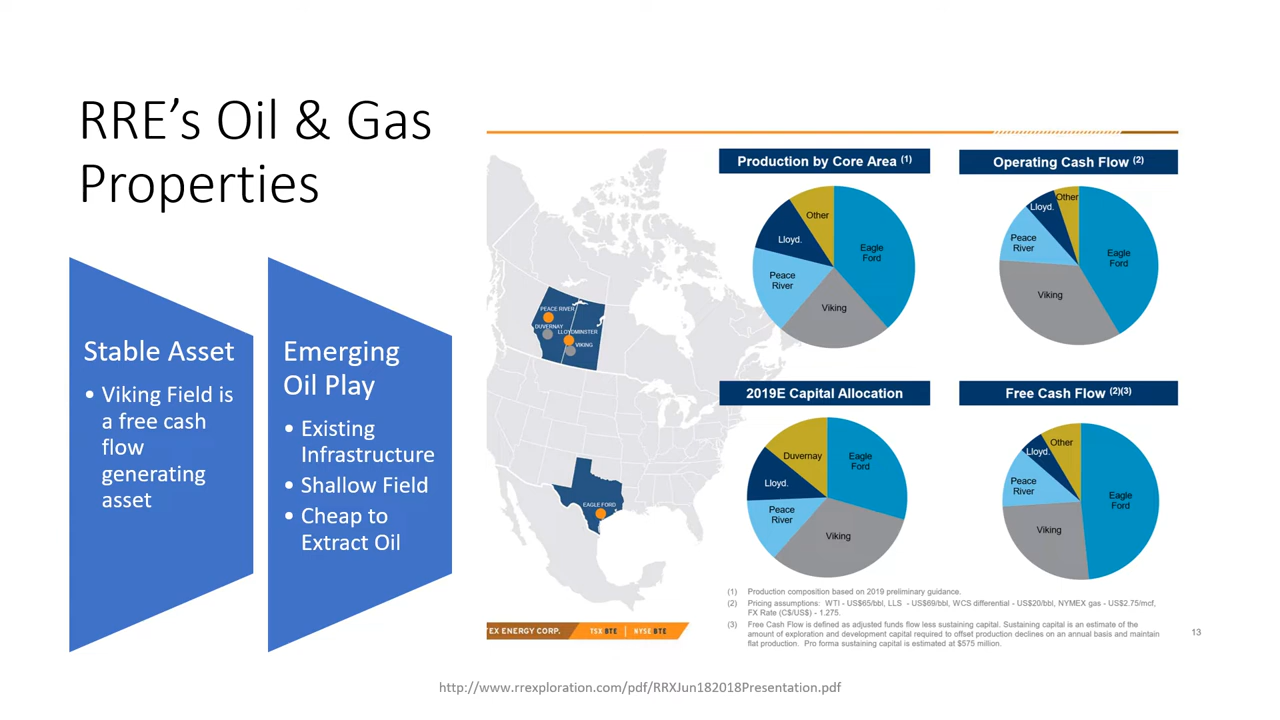 RRE’s Oil & Gas
Properties
Stable Asset
• Viking Field is
a free cash
flow
generating
asset
Emerging
Oil Play
• Existing
Infrastructure
• Shallow Field
• Cheap to
Extract Oil
PEACE RIVER
DUVERNAY
LLOYDMINSTER
VIKING
EAGLE FORD
Production by Core Area (1)
Other
Lloyd.
Eagle
Ford
Peace
River
Viking
Operating Cash Flow (2)
Other
Lloyd.
Peace
River
Eagle
Ford
Viking
2019E Capital Allocation
Duvernay
Eagle
Ford
Lloyd.
Peace
River
Viking
Free Cash Flow (2)(3)
Other
Lloyd.
Peace
River
Eagle
Ford
Viking
(1) Production composition based on 2019 preliminary guidance.
(2) Pricing assumptions: WTI - US$65/bbl, LLS - US$69/bbl, WCS differential - US$20/bbl, NYMEX gas - US$2.75/mcf,
FX Rate (C$/US$) - 1.275.
(3) Free Cash Flow is defined as adjusted funds flow less sustaining capital. Sustaining capital is an estimate of the
amount of exploration and development capital required to offset production declines on an annual basis and maintain
flat production. Pro forma sustaining capital is estimated at $575 million.
TEX ENERGY CORP. TSX BTE | NYSE BTE
13
http://www.rrexploration.com/pdf/RRXJun182018Presentation.pdf